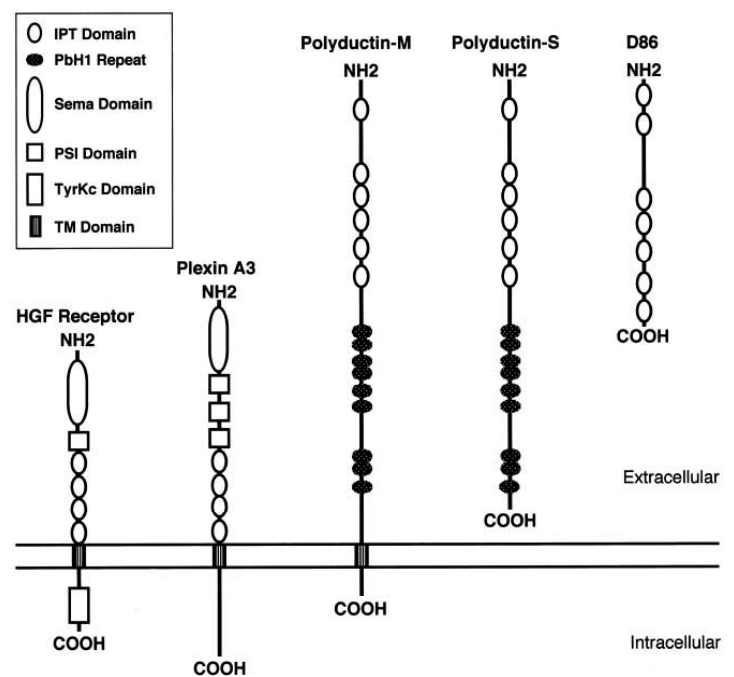 IPT Domain
PbH1 Repeat
Sema Domain
PSI Domain
TyrKc Domain
TM Domain
HGF Receptor
NH2
COOH
Plexin A3
NH2
COOH
Polyductin-M
NH2
COOH
Polyductin-S
NH2
COOH
D86
NH2
COOH
Extracellular
Intracellular